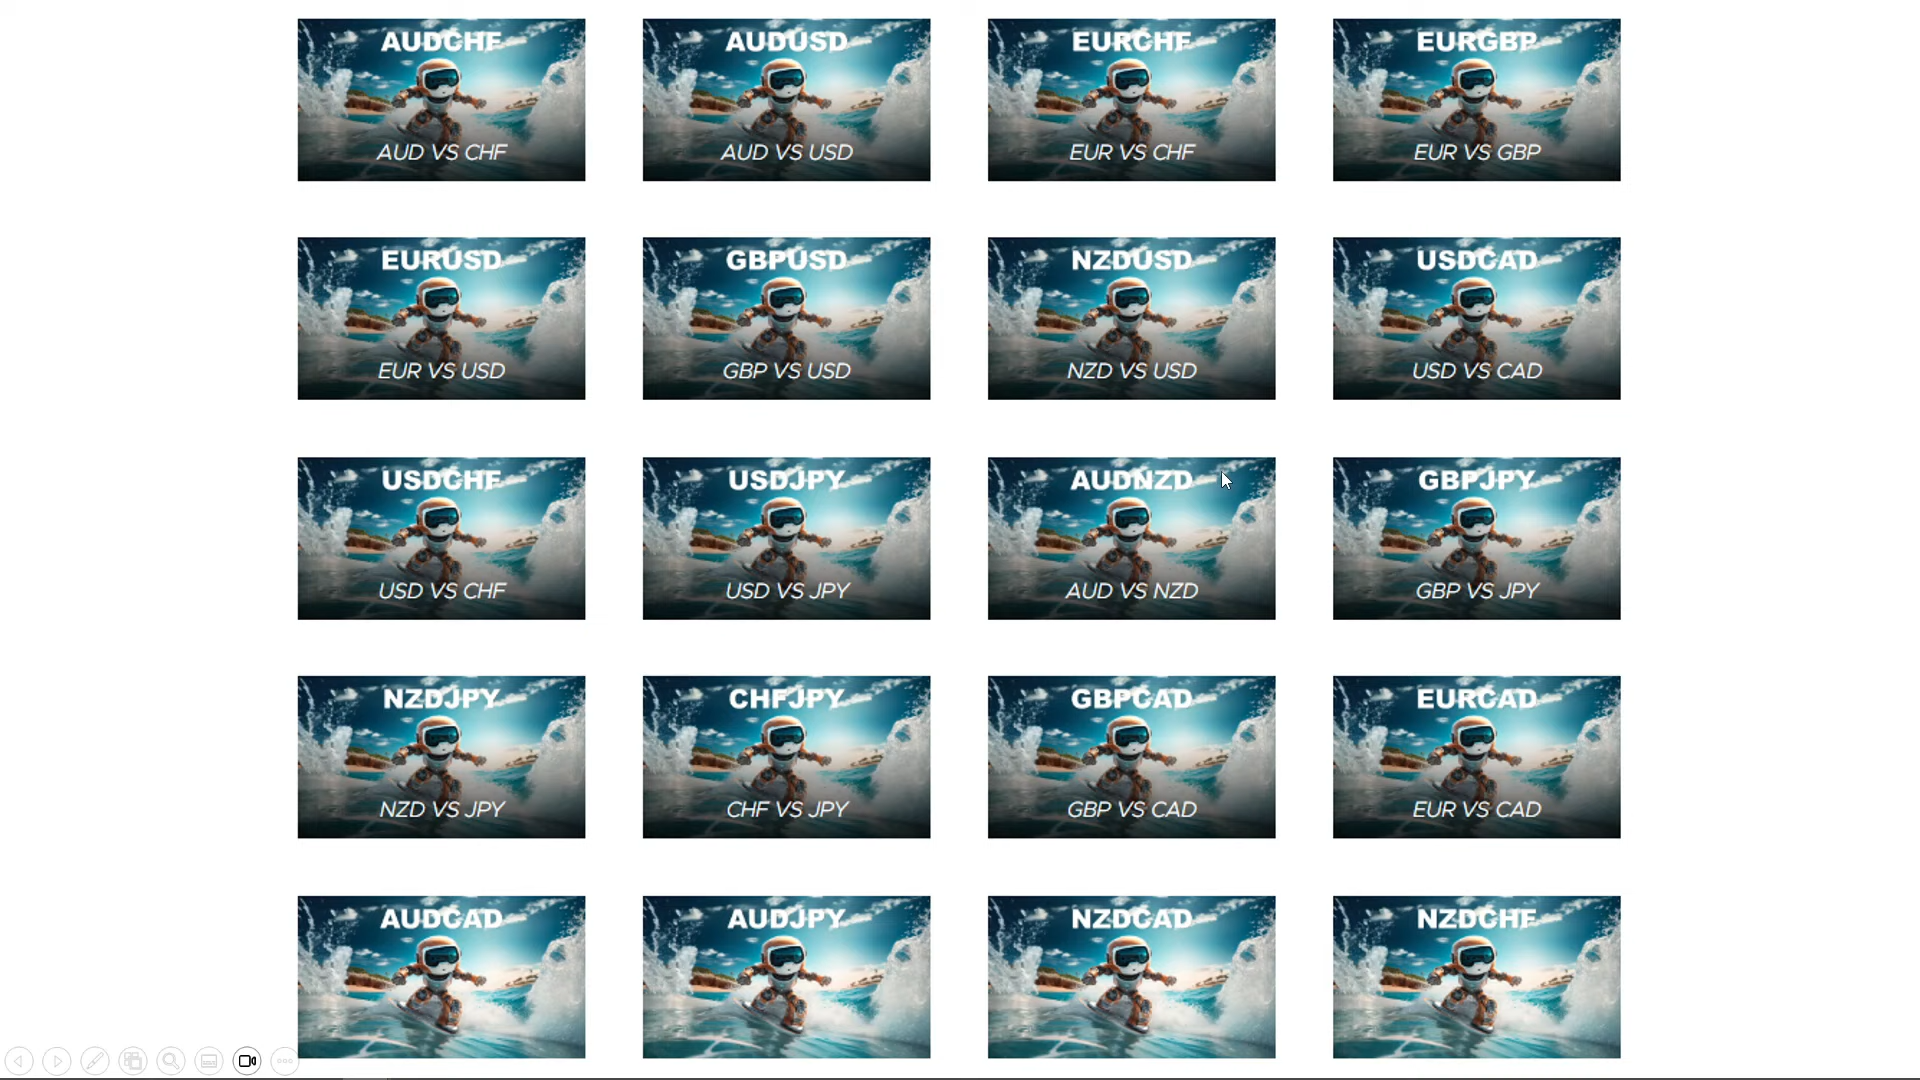 AUDCHF
AUD VS CHF
AUDUSD
AUD VS USD
EURCHF
EUR VS CHF
EURGBP
EUR VS GBP
EURUSD
EUR VS USD
GBPUSD
GBP VS USD
NZDUSD
NZD VS USD
USDCAD
USD VS CAD
USDCHF
USD VS CHF
USDJPY
USD VS JPY
AUDNZD
AUD VS NZD
GBPJPY
GBP VS JPY
NZDJPY
NZD VS JPY
CHFJPY
CHF VS JPY
GBPCAD
GBP VS CAD
EURCAD
EUR VS CAD
AUDCAD
AUDJPY
NZDCAD
NZDCHF